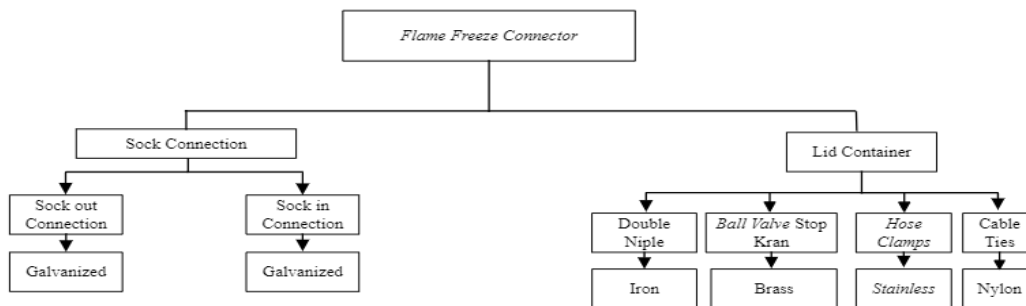 Flame Freeze Connector
Sock Connection
Lid Container
Sock out
Connection
Sock in
Connection
Double
Niple
Ball Valve Stop
Kran
Hose
Clamps
Cable
Ties
Galvanized
Galvanized
Iron
Brass
Stainless
Nylon